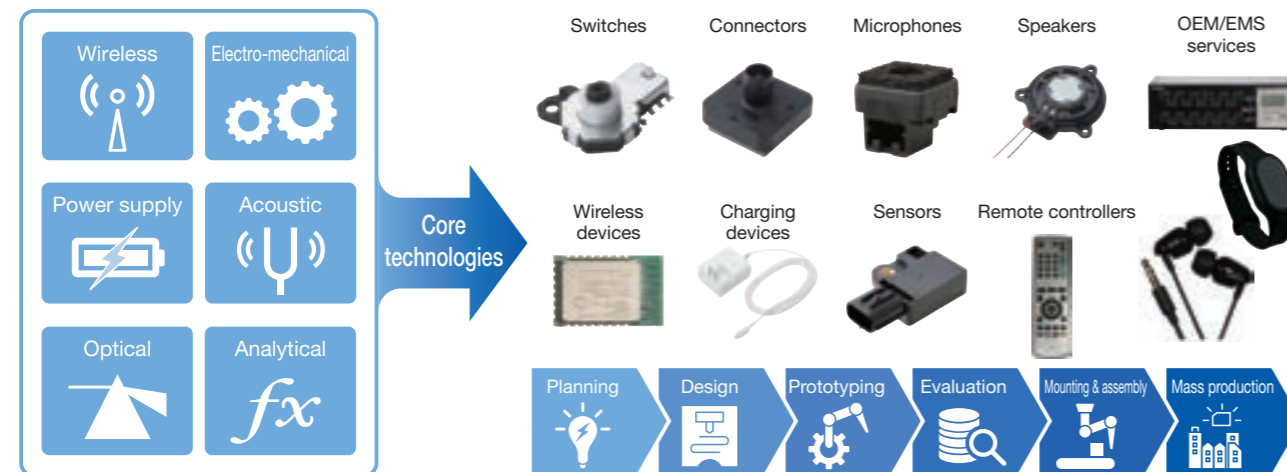 Wireless
Electro-mechanical
Power supply
Acoustic
Optical
Analytical
fx
Core
technologies
Switches
Connectors
Microphones
Speakers
OEM/EMS
services
Wireless
devices
Charging
devices
Sensors
Remote controllers
Planning
Design
Prototyping
Evaluation
Mounting & assembly
Mass production